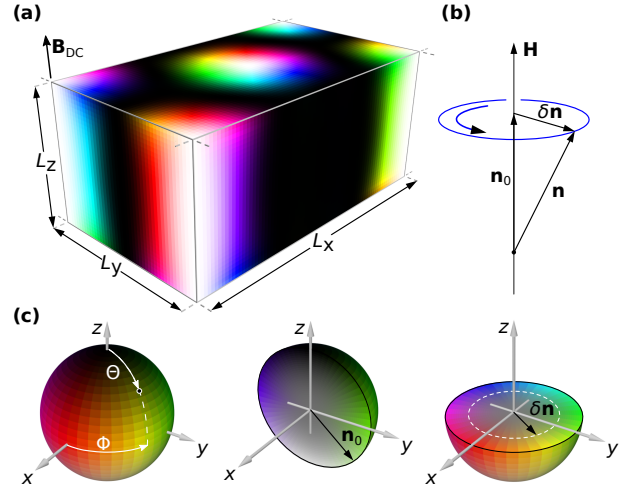 (a)
B_DC
L_z
L_y
L_x
(b)
H
δn
n_0
n
(c)
z
Θ
Φ
x
y
z
n_0
x
y
z
δn
x
y